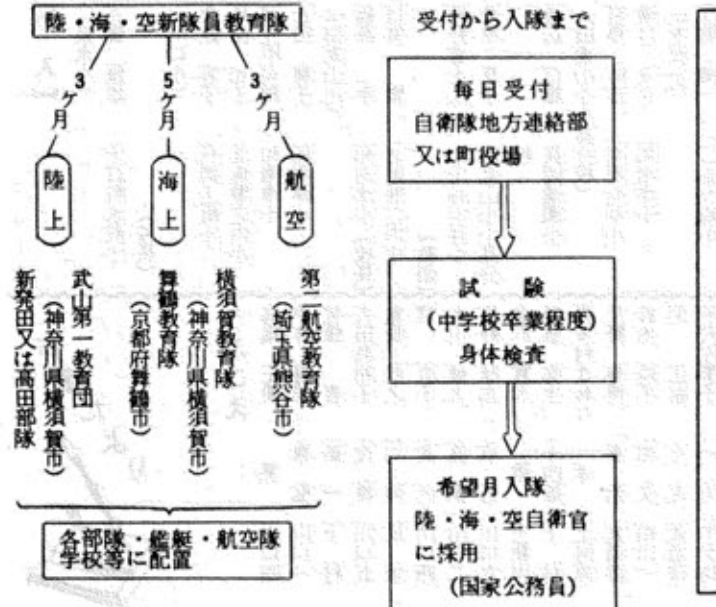 陸・海・空新隊員教育隊
3ケ月
5ケ月
3ケ月
陸上
海上
航空
第二航空教育隊
(埼玉県熊谷市)
横須賀教育隊
(神奈川県横須賀市)
舞鶴教育隊
(京都府舞鶴市)
武山第一教育団
(神奈川県横須賀市)
新発田又は高田部隊
各部隊・艦艇・航空隊
学校等に配置
受付から入隊まで
毎日受付
自衛隊地方連絡部
又は町役場
試験
(中学校卒業程度)
身体検査
希望月入隊
陸・海・空自衛官
に採用
(国家公務員)